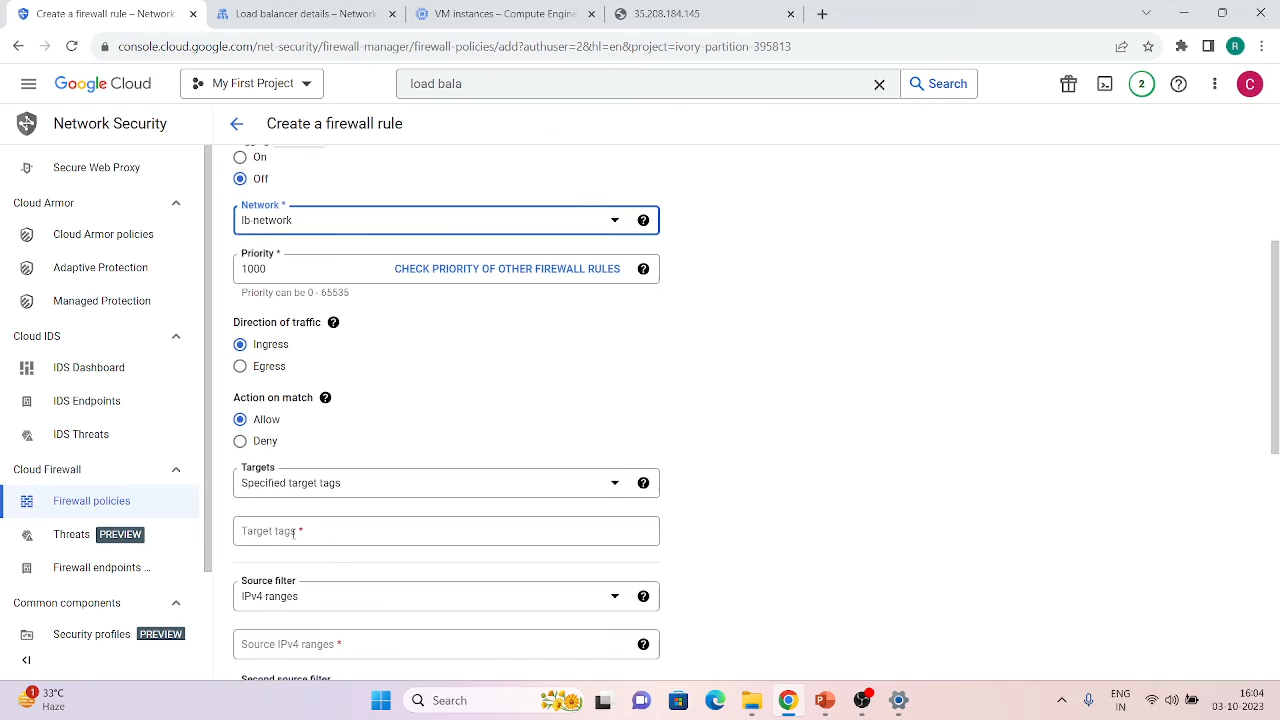 Create a firewall rule – Network
Load balancer details – Network
VM instances – Compute Engine
35.208.184.145
console.cloud.google.com/net-security/firewall-manager/firewall-policies/add?authuser=2&hl=en&project=ivory-partition-395813
R
Google Cloud
My First Project
load bala
Search
2
C
Network Security
Create a firewall rule
Secure Web Proxy
Cloud Armor
Cloud Armor policies
Adaptive Protection
Managed Protection
Cloud IDS
IDS Dashboard
IDS Endpoints
IDS Threats
Cloud Firewall
Firewall policies
Threats PREVIEW
Firewall endpoints ...
Common components
Security profiles PREVIEW
On
Off
Network *
lb-network
Priority *
1000
CHECK PRIORITY OF OTHER FIREWALL RULES
Priority can be 0 - 65535
Direction of traffic
Ingress
Egress
Action on match
Allow
Deny
Targets
Specified target tags
Target tags *
Source filter
IPv4 ranges
Source IPv4 ranges *
Second source filter
1
33°C
Haze
Search
ENG
IN
16:04
03-10-2023